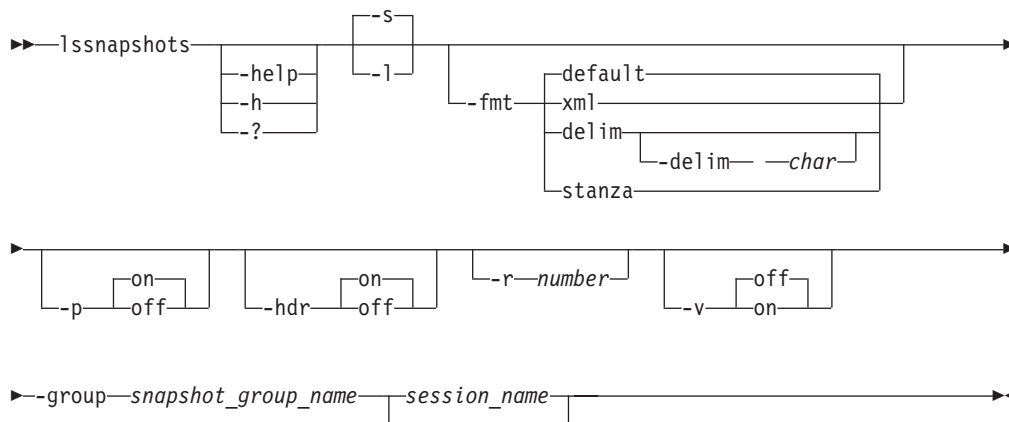 -s
lssnapshots
-help -l default
-h -fmt xml
-? delim
-delim char
stanza
on on -r number off
-p off -hdr off -v on
-group snapshot_group_name session_name